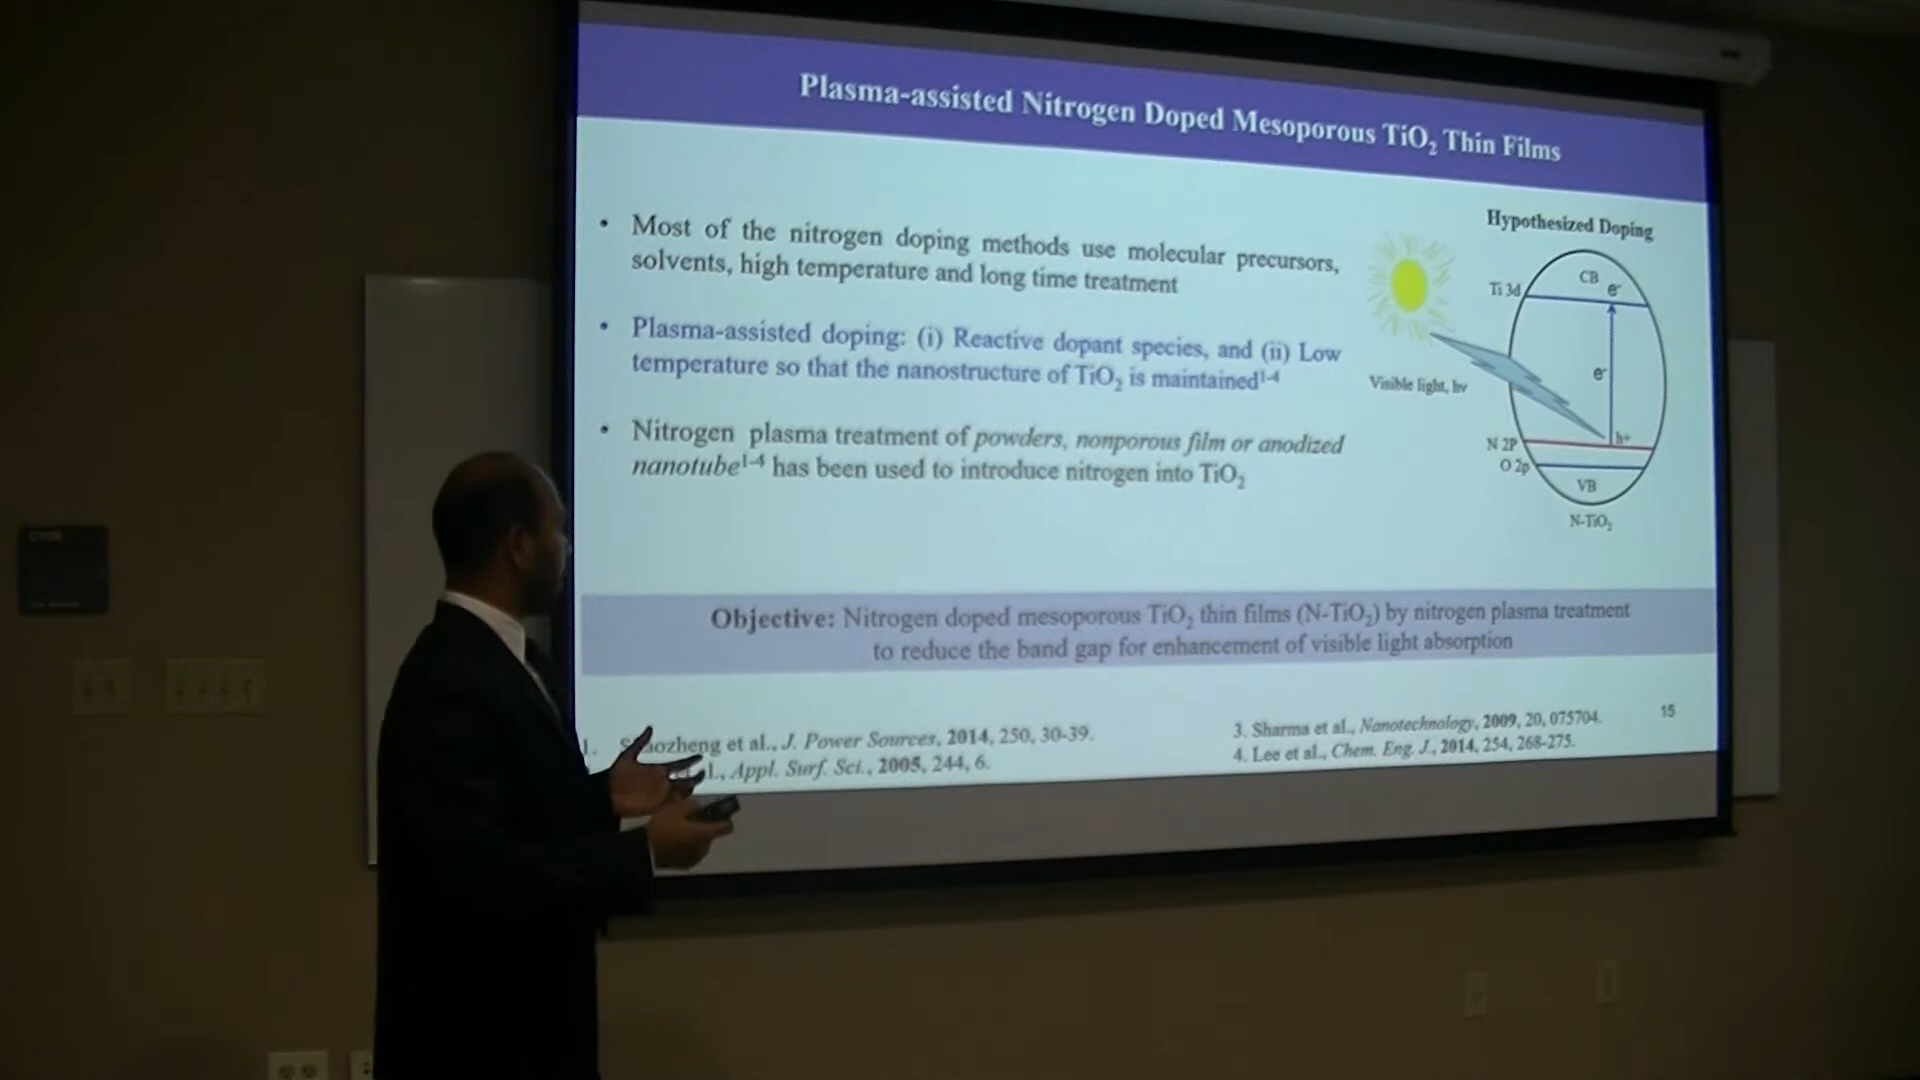 Plasma-assisted Nitrogen Doped Mesoporous TiO₂ Thin Films
• Most of the nitrogen doping methods use molecular precursors,
solvents, high temperature and long time treatment
• Plasma-assisted doping: (i) Reactive dopant species, and (ii) Low
temperature so that the nanostructure of TiO₂ is maintained¹⁻⁴
• Nitrogen plasma treatment of powders, nonporous film or anodized
nanotube¹⁻⁴ has been used to introduce nitrogen into TiO₂
Hypothesized Doping
CB
e⁻
Ti 3d
e⁻
Visible light, hν
h+
N 2P
O 2p
VB
N-TiO₂
Objective: Nitrogen doped mesoporous TiO₂ thin films (N-TiO₂) by nitrogen plasma treatment
to reduce the band gap for enhancement of visible light absorption
et al., J. Power Sources, 2014, 250, 30-39.
Appl. Surf. Sci., 2005, 244, 6.
3. Sharma et al., Nanotechnology, 2009, 20, 075704.
4. Lee et al., Chem. Eng. J., 2014, 254, 268-275.
15